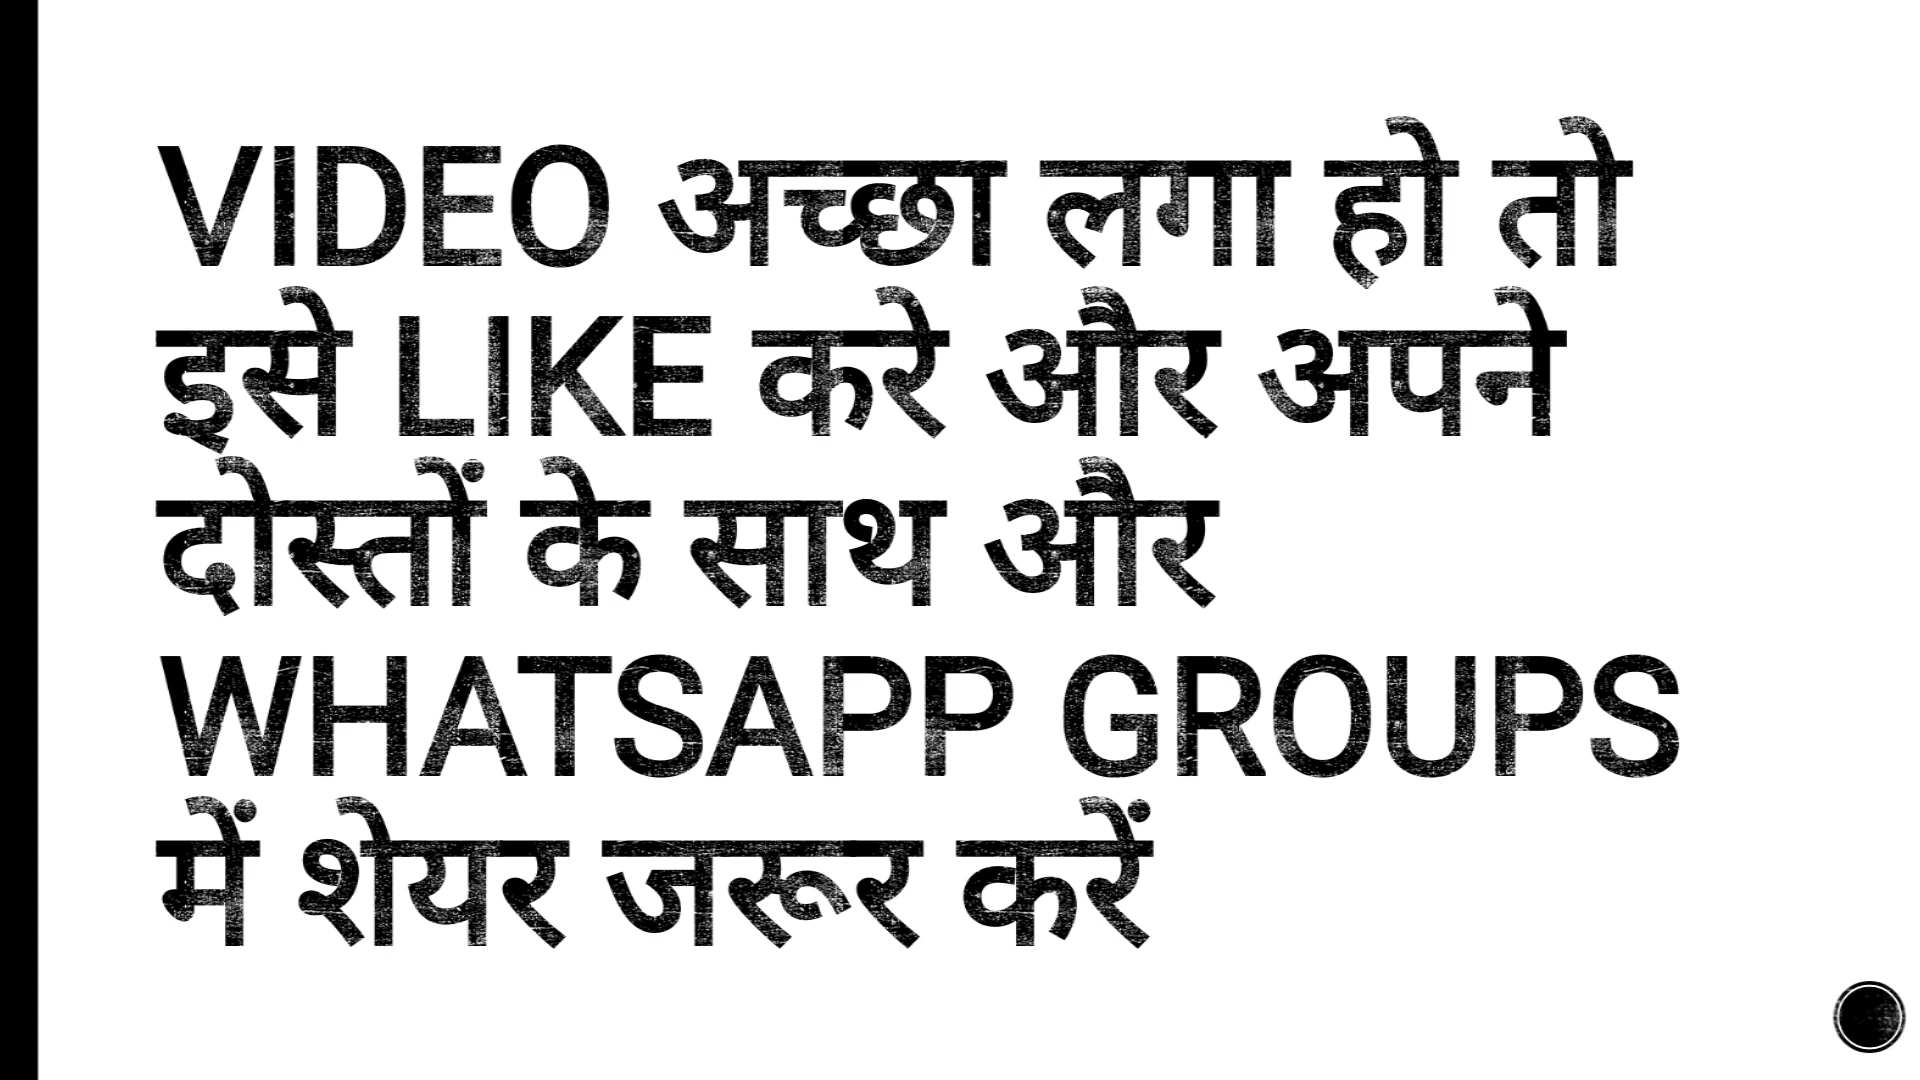 VIDEO अच्छा लगा हो तो
इसे LIKE करे और अपने
दोस्तों के साथ और
WHATSAPP GROUPS
में शेयर जरूर करें